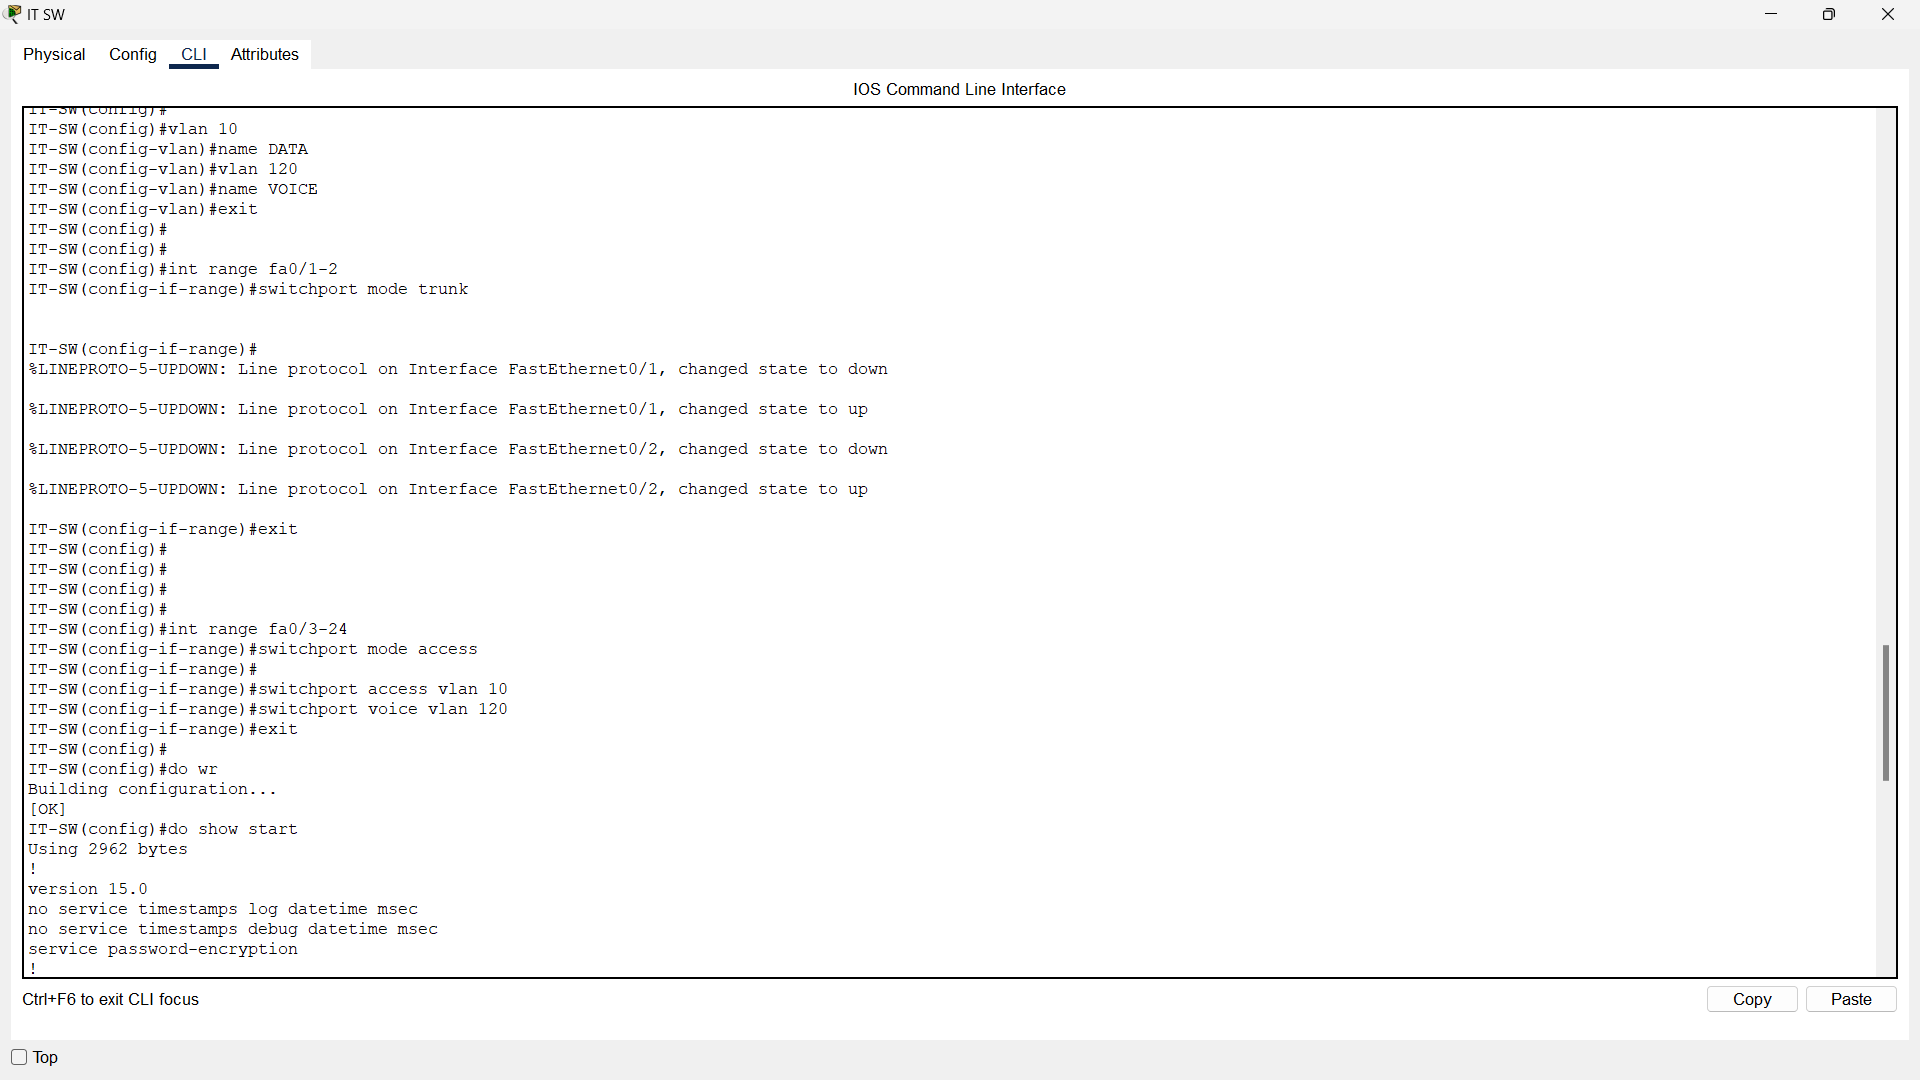 IT SW
Physical Config CLI Attributes
IOS Command Line Interface
IT-SW(config)#
IT-SW(config)#vlan 10
IT-SW(config-vlan)#name DATA
IT-SW(config-vlan)#vlan 120
IT-SW(config-vlan)#name VOICE
IT-SW(config-vlan)#exit
IT-SW(config)#
IT-SW(config)#
IT-SW(config)#int range fa0/1-2
IT-SW(config-if-range)#switchport mode trunk
IT-SW(config-if-range)#
%LINEPROTO-5-UPDOWN: Line protocol on Interface FastEthernet0/1, changed state to down
%LINEPROTO-5-UPDOWN: Line protocol on Interface FastEthernet0/1, changed state to up
%LINEPROTO-5-UPDOWN: Line protocol on Interface FastEthernet0/2, changed state to down
%LINEPROTO-5-UPDOWN: Line protocol on Interface FastEthernet0/2, changed state to up
IT-SW(config-if-range)#exit
IT-SW(config)#
IT-SW(config)#
IT-SW(config)#
IT-SW(config)#
IT-SW(config)#int range fa0/3-24
IT-SW(config-if-range)#switchport mode access
IT-SW(config-if-range)#
IT-SW(config-if-range)#switchport access vlan 10
IT-SW(config-if-range)#switchport voice vlan 120
IT-SW(config-if-range)#exit
IT-SW(config)#
IT-SW(config)#do wr
Building configuration...
[OK]
IT-SW(config)#do show start
Using 2962 bytes
!
version 15.0
no service timestamps log datetime msec
no service timestamps debug datetime msec
service password-encryption
!
Ctrl+F6 to exit CLI focus
Copy Paste
Top